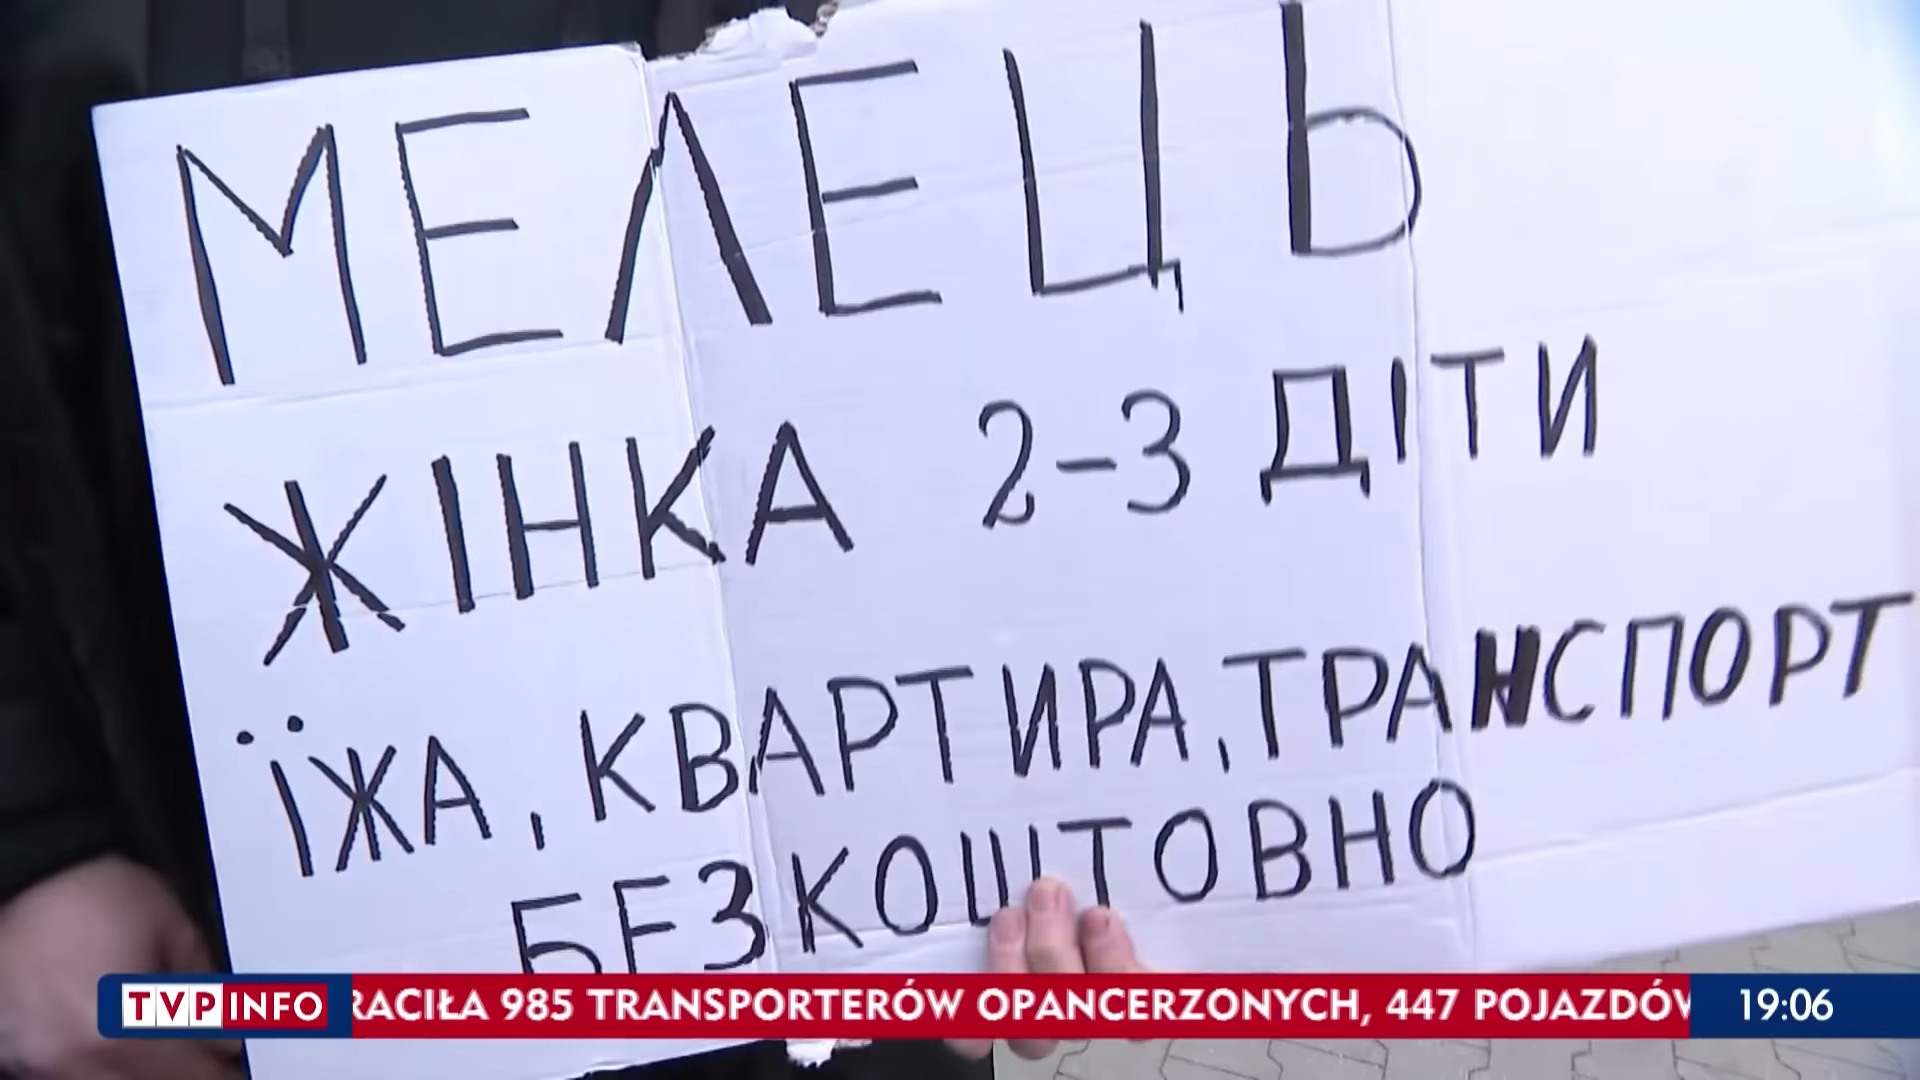 МЕЛЕЦЬ
ЖІНКА 2-3 ДІТИ
ЇЖА, КВАРТИРА, ТРАНСПОРТ
БЕЗКОШТОВНО
TVP INFO RACIŁA 985 TRANSPORTERÓW OPANCERZONYCH, 447 POJAZDÓW 19:06